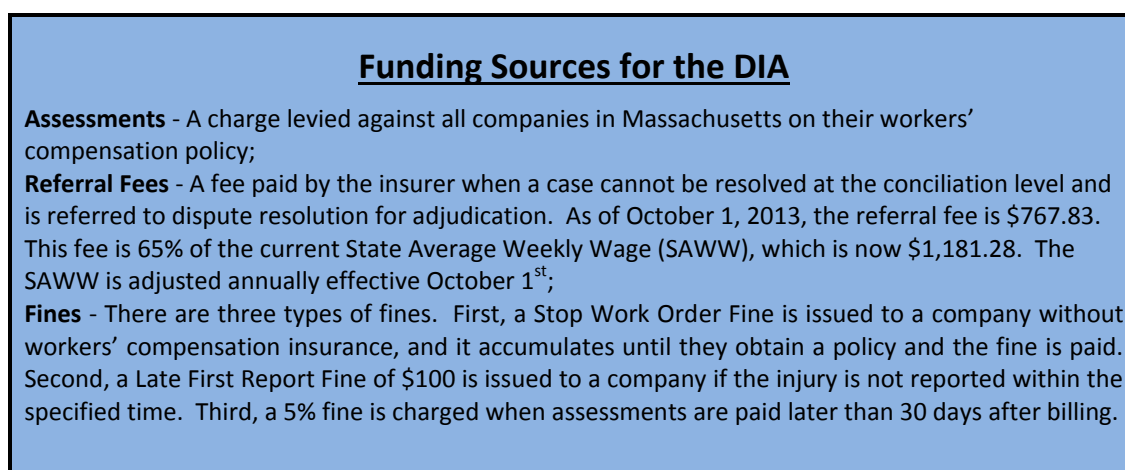 Funding Sources for the DIA
Assessments - A charge levied against all companies in Massachusetts on their workers'
compensation policy;
Referral Fees - A fee paid by the insurer when a case cannot be resolved at the conciliation level and
is referred to dispute resolution for adjudication.  As of October 1, 2013, the referral fee is $767.83.
This fee is 65% of the current State Average Weekly Wage (SAWW), which is now $1,181.28.  The
SAWW is adjusted annually effective October 1st;
Fines - There are three types of fines.  First, a Stop Work Order Fine is issued to a company without
workers' compensation insurance, and it accumulates until they obtain a policy and the fine is paid.
Second, a Late First Report Fine of $100 is issued to a company if the injury is not reported within the
specified time.  Third, a 5% fine is charged when assessments are paid later than 30 days after billing.